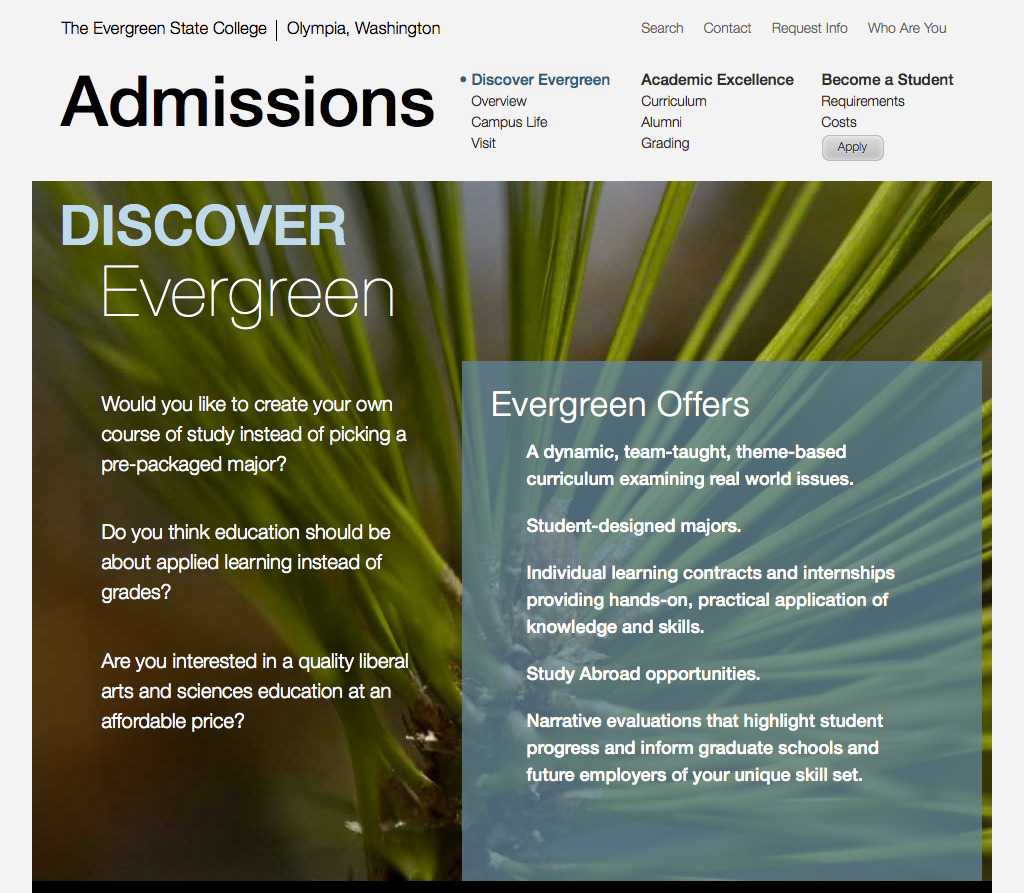 The Evergreen State College | Olympia, Washington
Search Contact Request Info Who Are You
Admissions
• Discover Evergreen
Overview
Campus Life
Visit
Academic Excellence
Curriculum
Alumni
Grading
Become a Student
Requirements
Costs
Apply
DISCOVER
Evergreen
Would you like to create your own
course of study instead of picking a
pre-packaged major?
Do you think education should be
about applied learning instead of
grades?
Are you interested in a quality liberal
arts and sciences education at an
affordable price?
Evergreen Offers
A dynamic, team-taught, theme-based
curriculum examining real world issues.
Student-designed majors.
Individual learning contracts and internships
providing hands-on, practical application of
knowledge and skills.
Study Abroad opportunities.
Narrative evaluations that highlight student
progress and inform graduate schools and
future employers of your unique skill set.